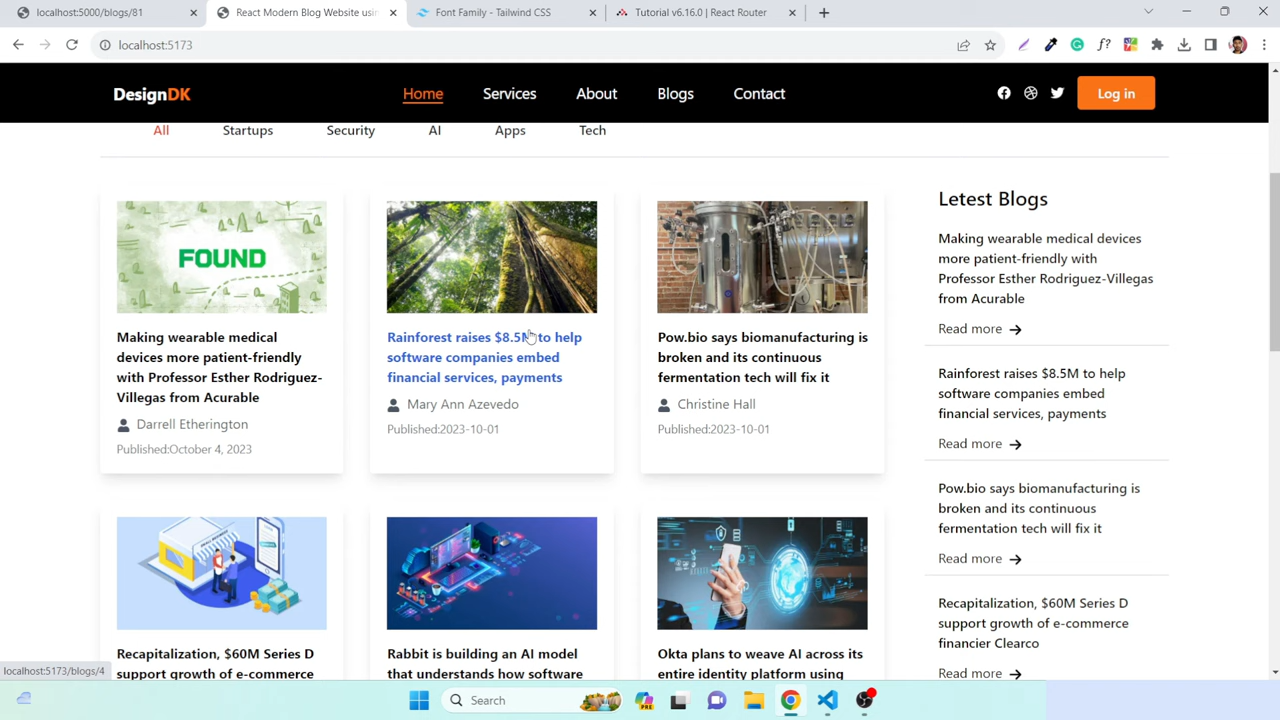 localhost:5000/blogs/81
React Modern Blog Website usin
Font Family - Tailwind CSS
Tutorial v6.16.0 | React Router
localhost:5173
f?
DesignDK
Home
Services
About
Blogs
Contact
Log in
All
Startups
Security
AI
Apps
Tech
FOUND
Making wearable medical
devices more patient-friendly
with Professor Esther Rodriguez-
Villegas from Acurable
Darrell Etherington
Published:October 4, 2023
Rainforest raises $8.5M to help
software companies embed
financial services, payments
Mary Ann Azevedo
Published:2023-10-01
Pow.bio says biomanufacturing is
broken and its continuous
fermentation tech will fix it
Christine Hall
Published:2023-10-01
Recapitalization, $60M Series D
support growth of e-commerce
Rabbit is building an AI model
that understands how software
Okta plans to weave AI across its
entire identity platform using
Letest Blogs
Making wearable medical devices
more patient-friendly with
Professor Esther Rodriguez-Villegas
from Acurable
Read more
Rainforest raises $8.5M to help
software companies embed
financial services, payments
Read more
Pow.bio says biomanufacturing is
broken and its continuous
fermentation tech will fix it
Read more
Recapitalization, $60M Series D
support growth of e-commerce
financier Clearco
Read more
localhost:5173/blogs/4
Search
PRE